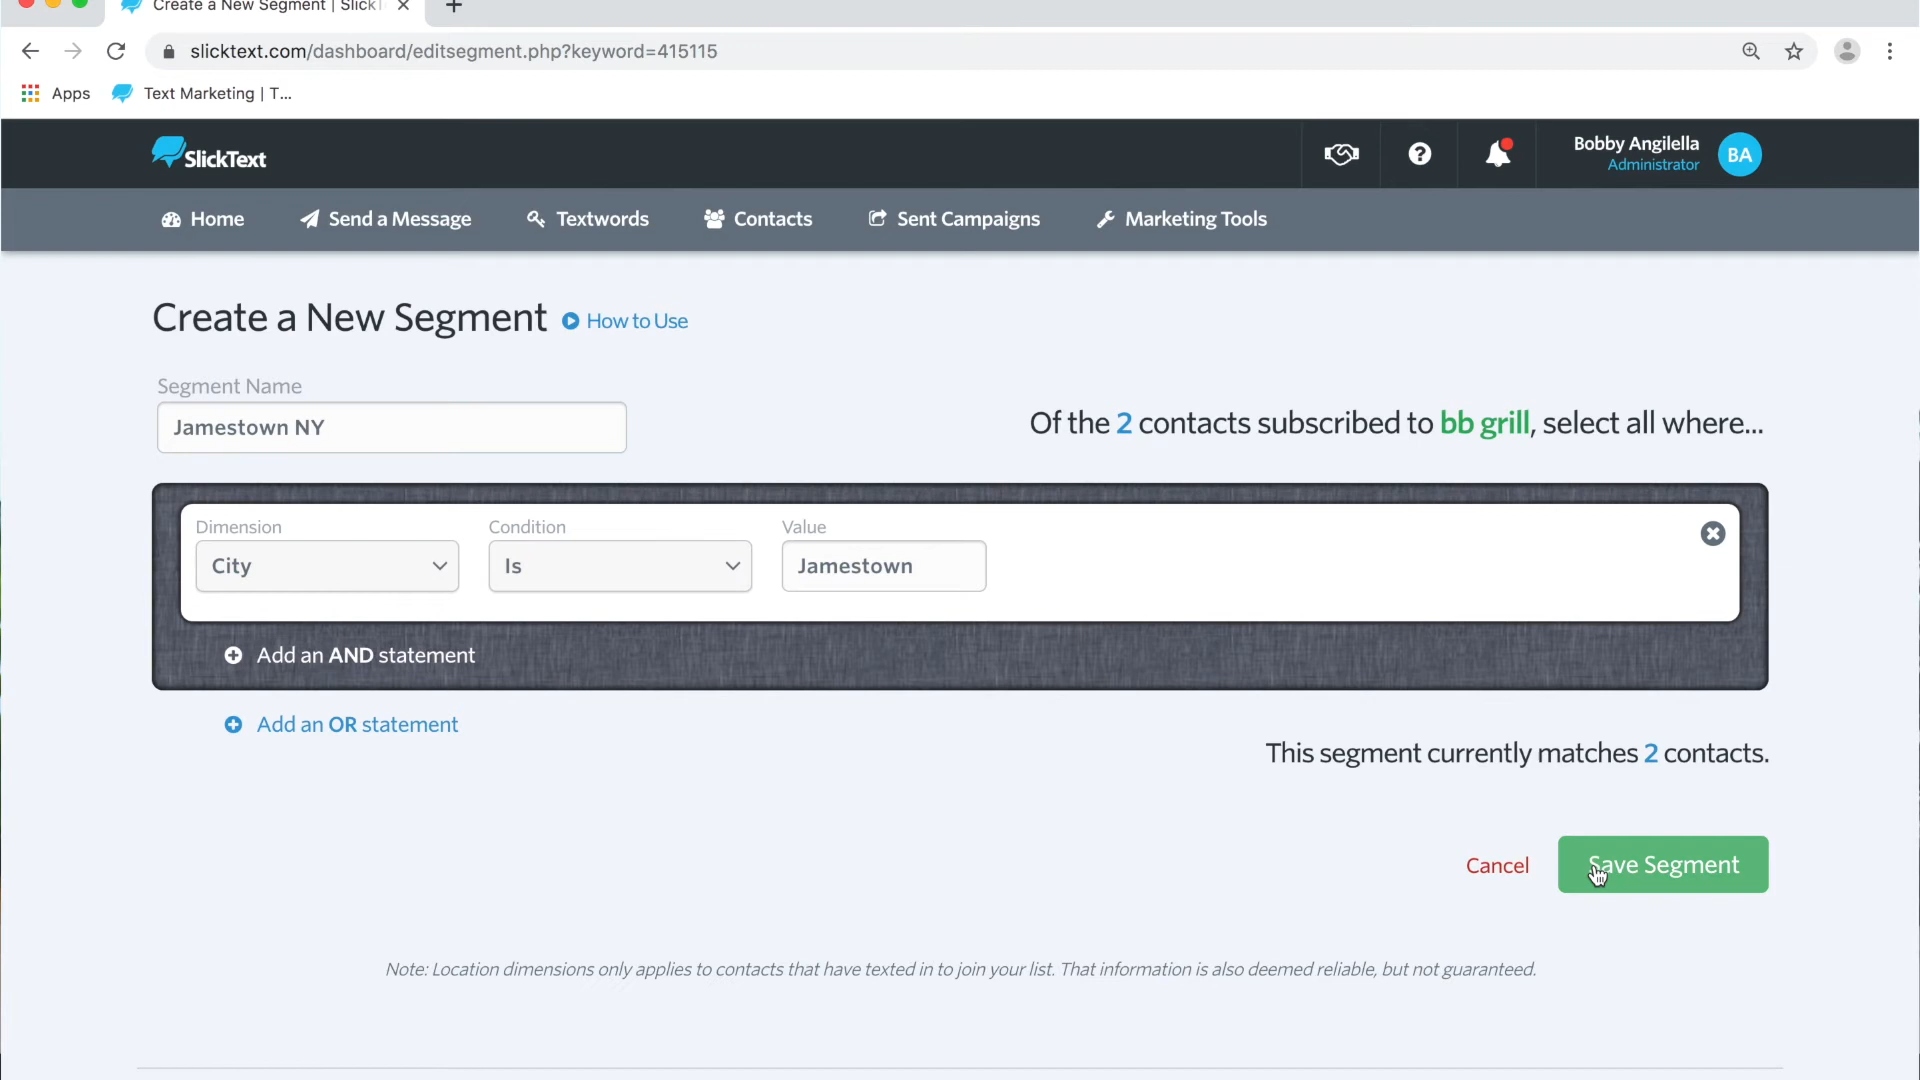 Create a New Segment | SlickT
slicktext.com/dashboard/editsegment.php?keyword=415115
Apps
Text Marketing | T...
SlickText
Bobby Angilella
Administrator
BA
Home
Send a Message
Textwords
Contacts
Sent Campaigns
Marketing Tools
Create a New Segment
How to Use
Segment Name
Jamestown NY
Of the 2 contacts subscribed to bb grill, select all where...
Dimension
Condition
Value
City
Is
Jamestown
Add an AND statement
Add an OR statement
This segment currently matches 2 contacts.
Cancel
Save Segment
Note: Location dimensions only applies to contacts that have texted in to join your list. That information is also deemed reliable, but not guaranteed.